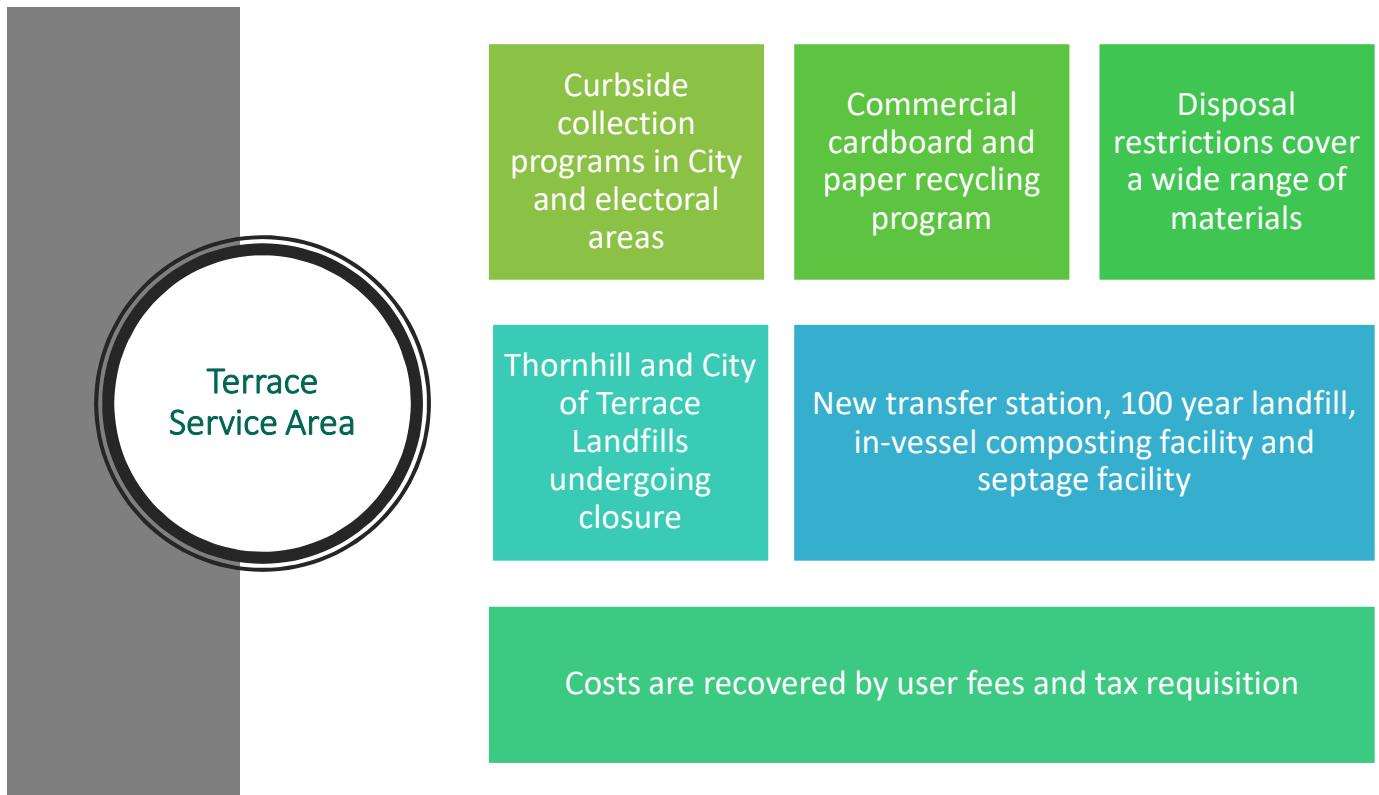 Terrace
Service Area
Curbside
collection
programs in City
and electoral
areas
Commercial
cardboard and
paper recycling
program
Disposal
restrictions cover
a wide range of
materials
Thornhill and City
of Terrace
Landfills
undergoing
closure
New transfer station, 100 year landfill,
in-vessel composting facility and
septage facility
Costs are recovered by user fees and tax requisition